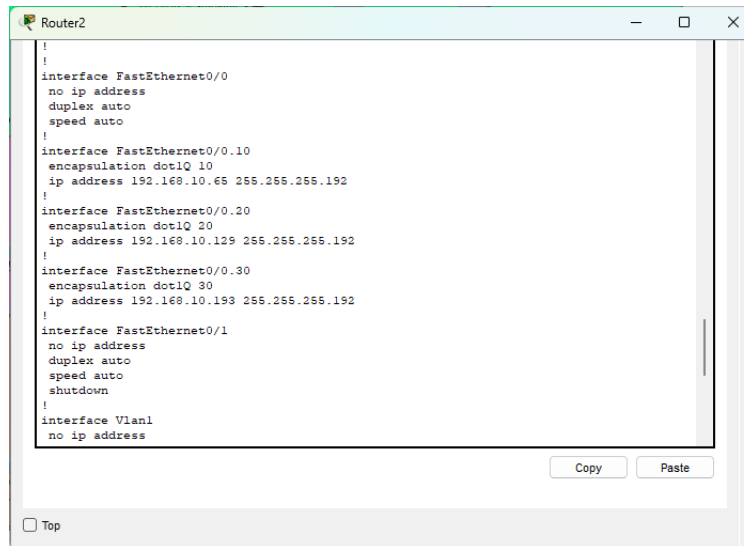 Router2
!
!
interface FastEthernet0/0
no ip address
duplex auto
speed auto
!
interface FastEthernet0/0.10
encapsulation dot1Q 10
ip address 192.168.10.65 255.255.255.192
!
interface FastEthernet0/0.20
encapsulation dot1Q 20
ip address 192.168.10.129 255.255.255.192
!
interface FastEthernet0/0.30
encapsulation dot1Q 30
ip address 192.168.10.193 255.255.255.192
!
interface FastEthernet0/1
no ip address
duplex auto
speed auto
shutdown
!
interface Vlan1
no ip address
Copy Paste
Top